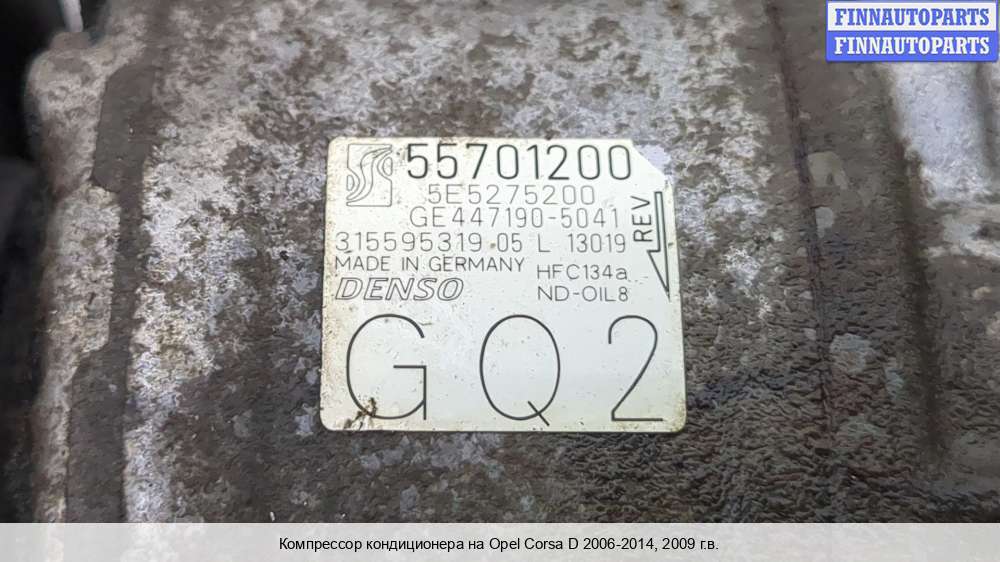 FINNAUTOPARTS
FINNAUTOPARTS
55701200
5E5275200
GE447190-5041
315595319 05 L 13019
REV
MADE IN GERMANY HFC134a
DENSO ND-OIL8
GQ2
Компрессор кондиционера на Opel Corsa D 2006-2014, 2009 г.в.